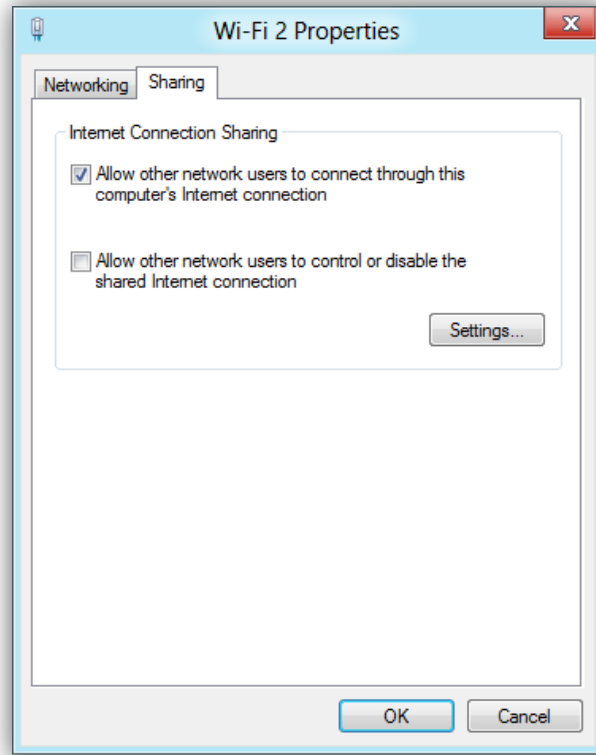 Wi-Fi 2 Properties
x
Networking
Sharing
Internet Connection Sharing
Allow other network users to connect through this
computer's Internet connection
Allow other network users to control or disable the
shared Internet connection
Settings...
OK
Cancel